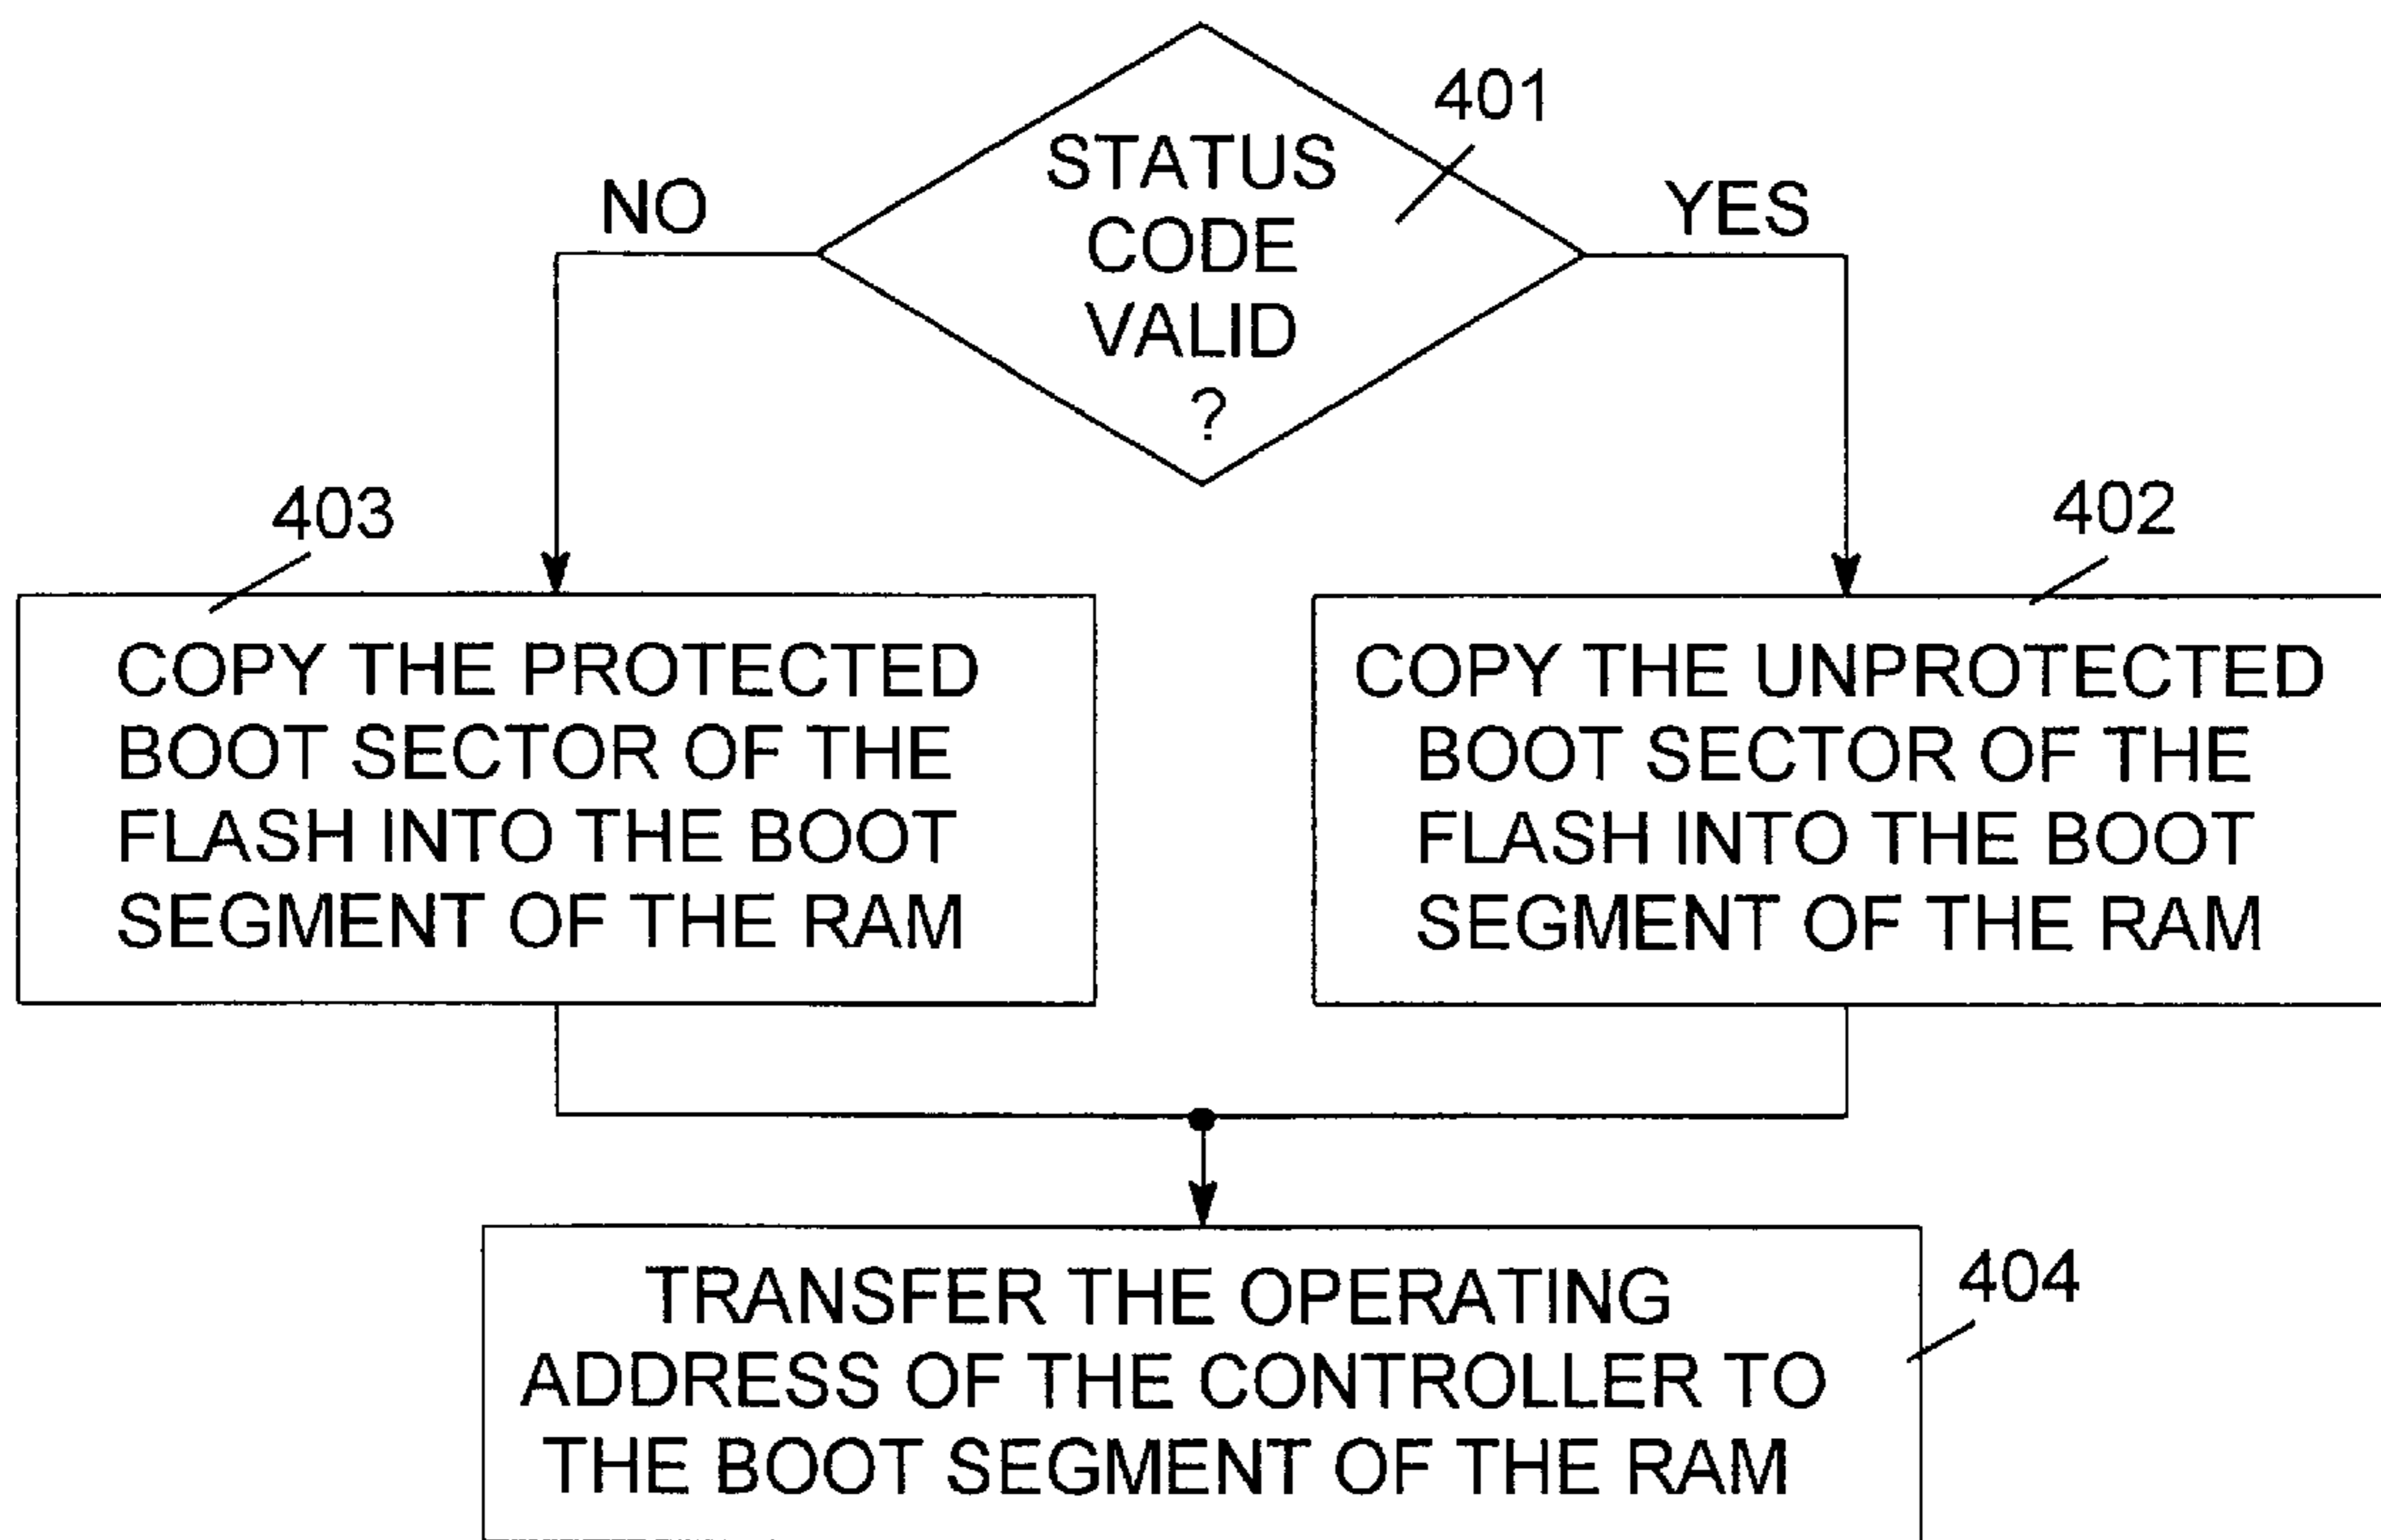 401
STATUS
CODE
VALID
?
NO
YES
403
402
COPY THE PROTECTED
BOOT SECTOR OF THE
FLASH INTO THE BOOT
SEGMENT OF THE RAM
COPY THE UNPROTECTED
BOOT SECTOR OF THE
FLASH INTO THE BOOT
SEGMENT OF THE RAM
404
TRANSFER THE OPERATING
ADDRESS OF THE CONTROLLER TO
THE BOOT SEGMENT OF THE RAM